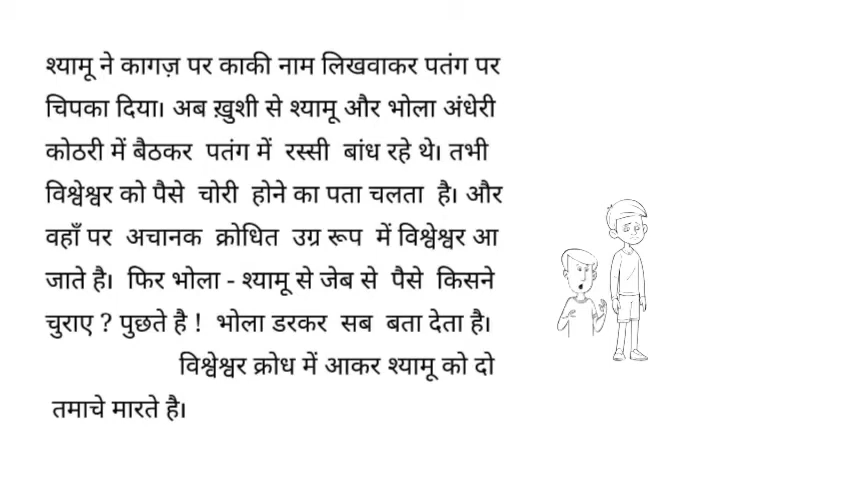 श्यामू ने कागज़ पर काकी नाम लिखवाकर पतंग पर
चिपका दिया। अब ख़ुशी से श्यामू और भोला अंधेरी
कोठरी में बैठकर पतंग में रस्सी बांध रहे थे। तभी
विश्वेश्वर को पैसे चोरी होने का पता चलता है। और
वहाँ पर अचानक क्रोधित उग्र रूप में विश्वेश्वर आ
जाते है। फिर भोला - श्यामू से जेब से पैसे किसने
चुराए ? पुछते है ! भोला डरकर सब बता देता है।
विश्वेश्वर क्रोध में आकर श्यामू को दो
तमाचे मारते है।